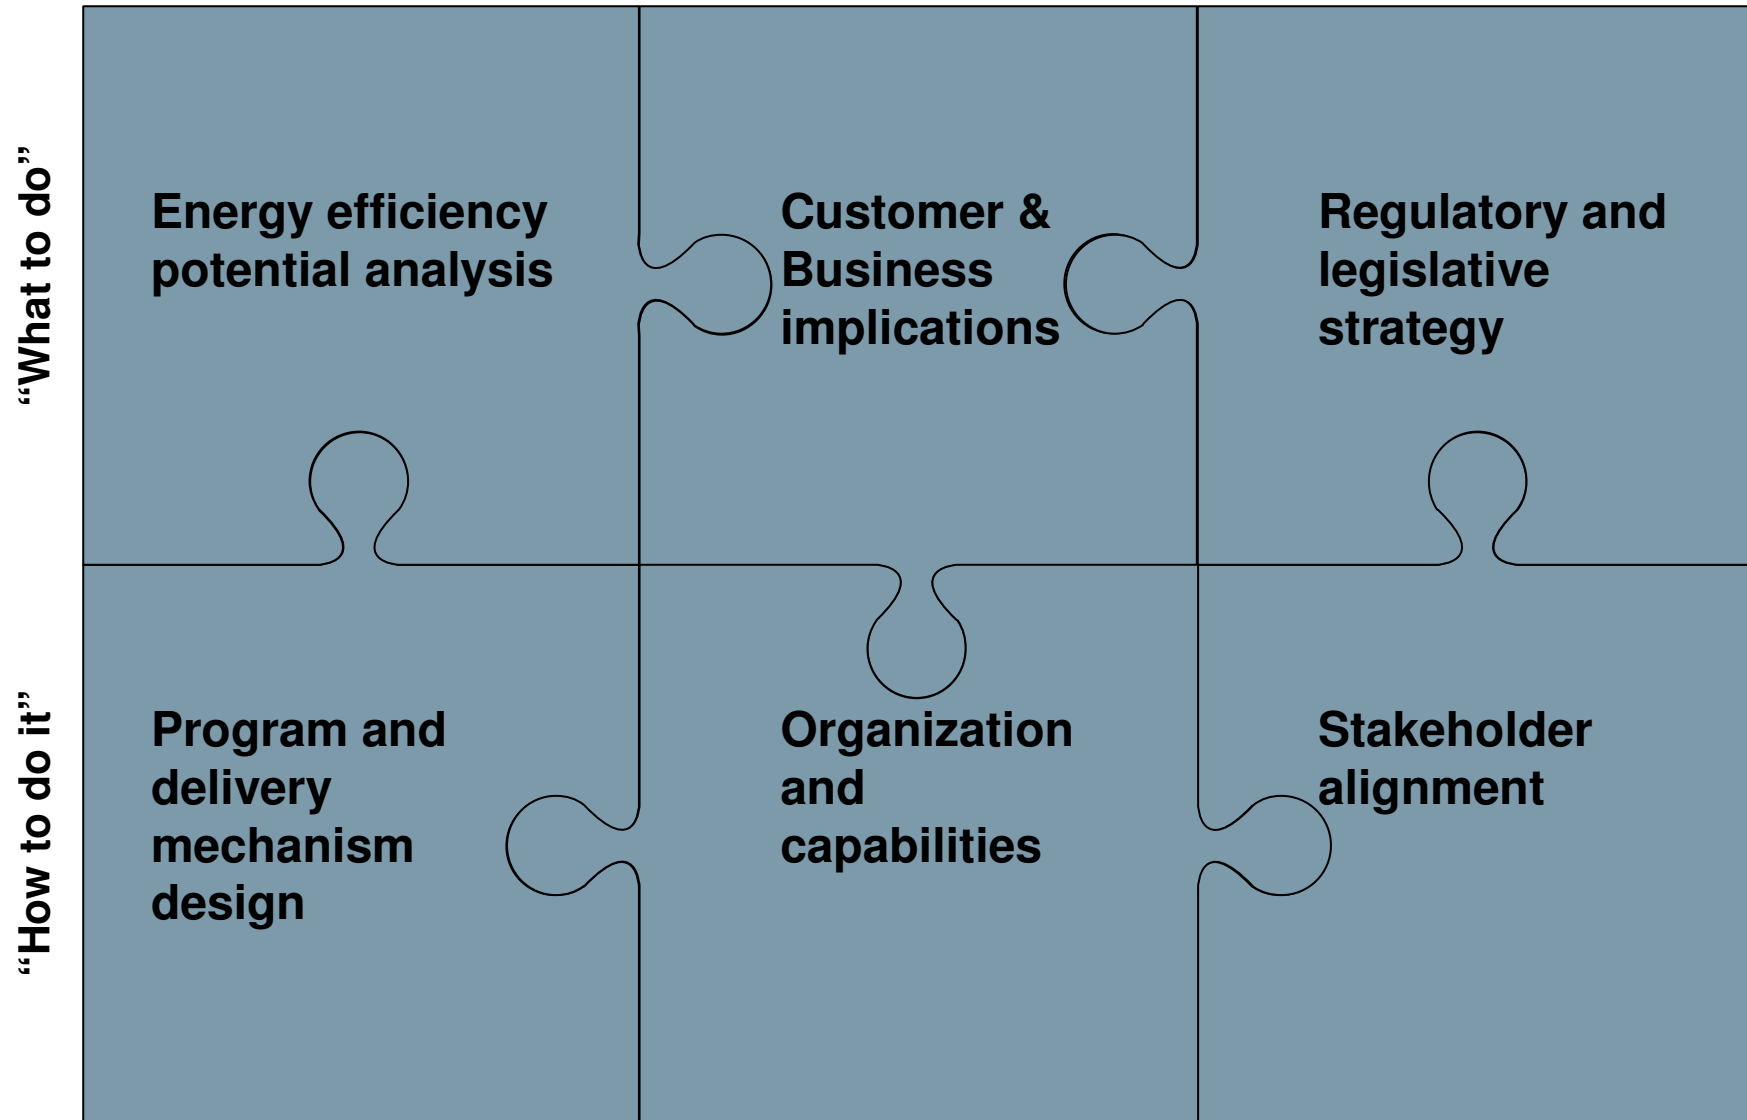 “What to do”
Energy efficiency
potential analysis
Customer &
Business
implications
Regulatory and
legislative
strategy
“How to do it”
Program and
delivery
mechanism
design
Organization
and
capabilities
Stakeholder
alignment